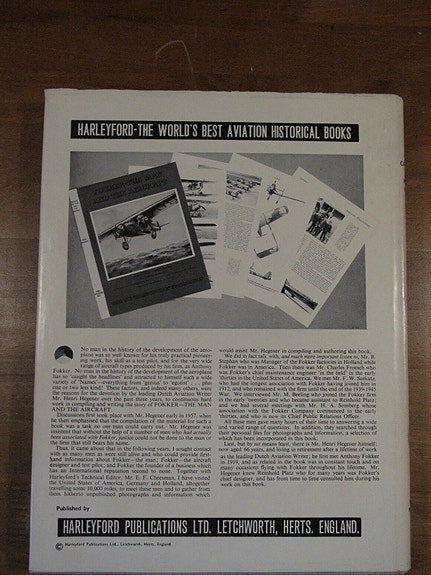 HARLEYFORD-THE WORLD'S BEST AVIATION HISTORICAL BOOKS
FOKKER-THE MAN
AND THE AIRCRAFT
No man in the history of the development of the aero-
plane was so well known for his truly practical pioneer-
ing work, his skill as a test pilot, and for the very wide
range of aircraft types produced by his firm, as Anthony
Fokker. No man in the history of the development of the aeroplane
has so 'caught the headlines' and attracted to himself such a wide
variety of 'Names'—everything from 'genius' to 'upstart' . . . plus
one or two less kind! These factors, and indeed many others, were
the reasons for the devotion by the leading Dutch Aviation Writer
Mr. Henri Hegener over the past three years, to continuous hard
work in compiling and writing the story of FOKKER—THE MAN
AND THE AIRCRAFT.
Discussions first took place with Mr. Hegener early in 1957, when
he then emphasized that the compilation of the material for such a
book was a task no one man could carry out. Mr. Hegener was
insistent that without the help of a number of men who had actually
been associated with Fokker, justice could not be done to the man or
the firm that still bears his name.
Thus, it came about that in the following years, I sought contact
with as many men as were still alive and who could provide first-
hand information about Fokker—the man; Fokker—the aircraft
designer and test pilot; and Fokker the founder of a business which
has an International reputation second to none. Together with
Harleyford's Technical Editor, Mr. E. F. Cheesman, I have visited
the United States of America, Germany and Holland, altogether
travelling some 30,000 miles, to meet these men and to gather from
them hitherto unpublished photographs and information which
would assist Mr. Hegener in compiling and authoring this book.
We did in fact talk with, and much more important listen to, Mr. B.
Stephan who was Manager of the Fokker factories in Holland while
Fokker was in America. Then there was Mr. Charles Froesch who
was Fokker's chief maintenance engineer 'in the field' in the early
'thirties in the United States of America. We met Mr. F. W. Seekatz,
who had the longest association with Fokker having joined him in
1912, and who remained with the firm until the end of the 1939-1945
War. We interviewed Mr. M. Beeling who joined the Fokker firm
in the early 'twenties and who became assistant to Reinhold Platz;
and we had several meetings with Mr. H. A. Somberg whose
association with the Fokker Company commenced in the early
'thirties, and who is now its Chief Public Relations Officer.
All these men gave many hours of their time to answering a wide
and varied range of questions. In addition, they searched through
their personal files for photographs and information, a selection of
which has been incorporated in this book.
Last, but by no means least, there is Mr. Henri Hegener himself:
now aged 66 years, and living in retirement after a lifetime of work
as the leading Dutch Aviation Writer; he first met Anthony Fokker
in 1919, and as related in the book was in constant touch and on
many occasions flying with Fokker throughout his lifetime. Mr.
Hegener knew Reinhold Platz who for many years was Fokker's
chief designer, and has from time to time consulted him during his
work on this book.
Published by
HARLEYFORD PUBLICATIONS LTD. LETCHWORTH, HERTS. ENGLAND.
© Harleyford Publications Ltd., Letchworth, Herts, England